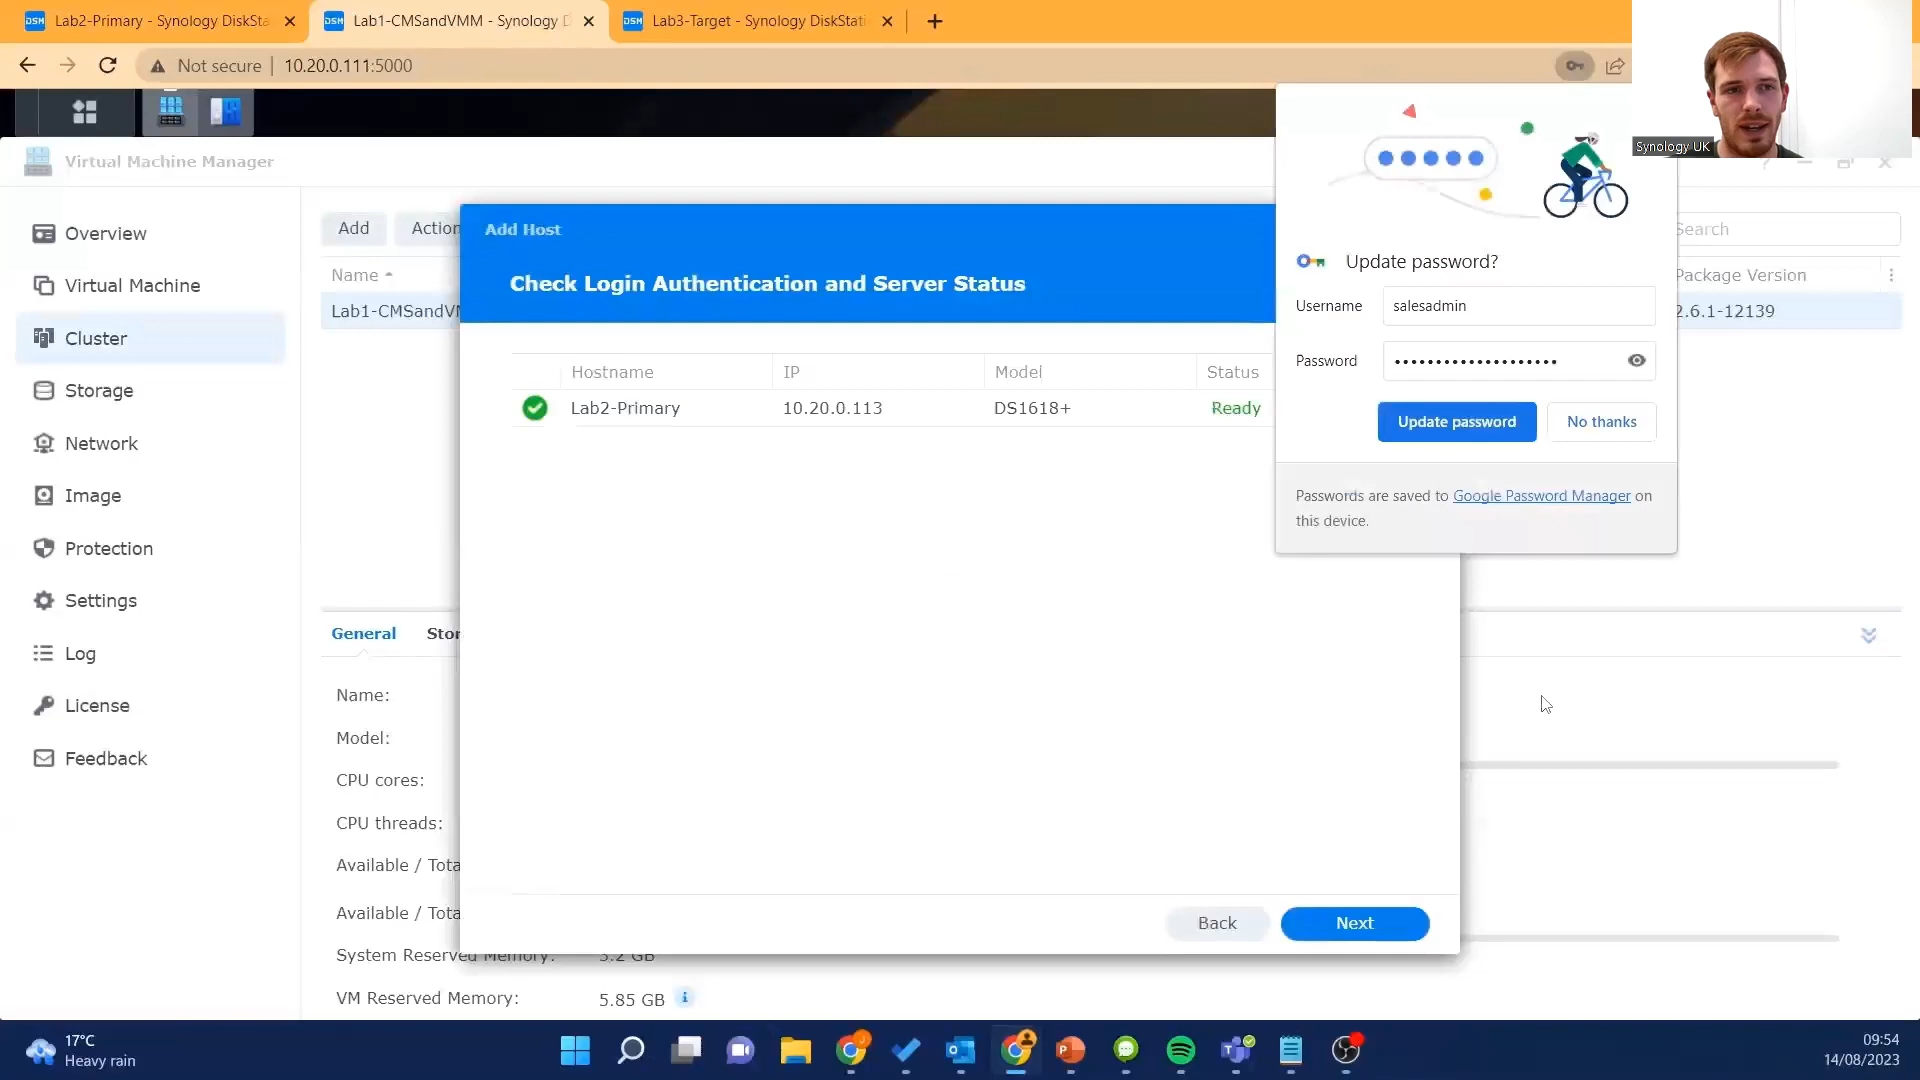 Lab2-Primary - Synology DiskSta
Lab1-CMSandVMM - Synology D
Lab3-Target - Synology DiskStati
Not secure
10.20.0.111:5000
Synology UK
Virtual Machine Manager
Overview
Virtual Machine
Cluster
Storage
Network
Image
Protection
Settings
Log
License
Feedback
Add
Action
Search
Name
Package Version
Lab1-CMSandVM
2.6.1-12139
Add Host
Check Login Authentication and Server Status
Hostname
IP
Model
Status
Lab2-Primary
10.20.0.113
DS1618+
Ready
Update password?
Username
salesadmin
Password
••••••••••••••••••••
Update password
No thanks
Passwords are saved to Google Password Manager on
this device.
General
Stor
Name:
Model:
CPU cores:
CPU threads:
Available / Tota
Available / Tota
System Reserved Memory:
3.2 GB
VM Reserved Memory:
5.85 GB
Back
Next
17°C
Heavy rain
09:54
14/08/2023